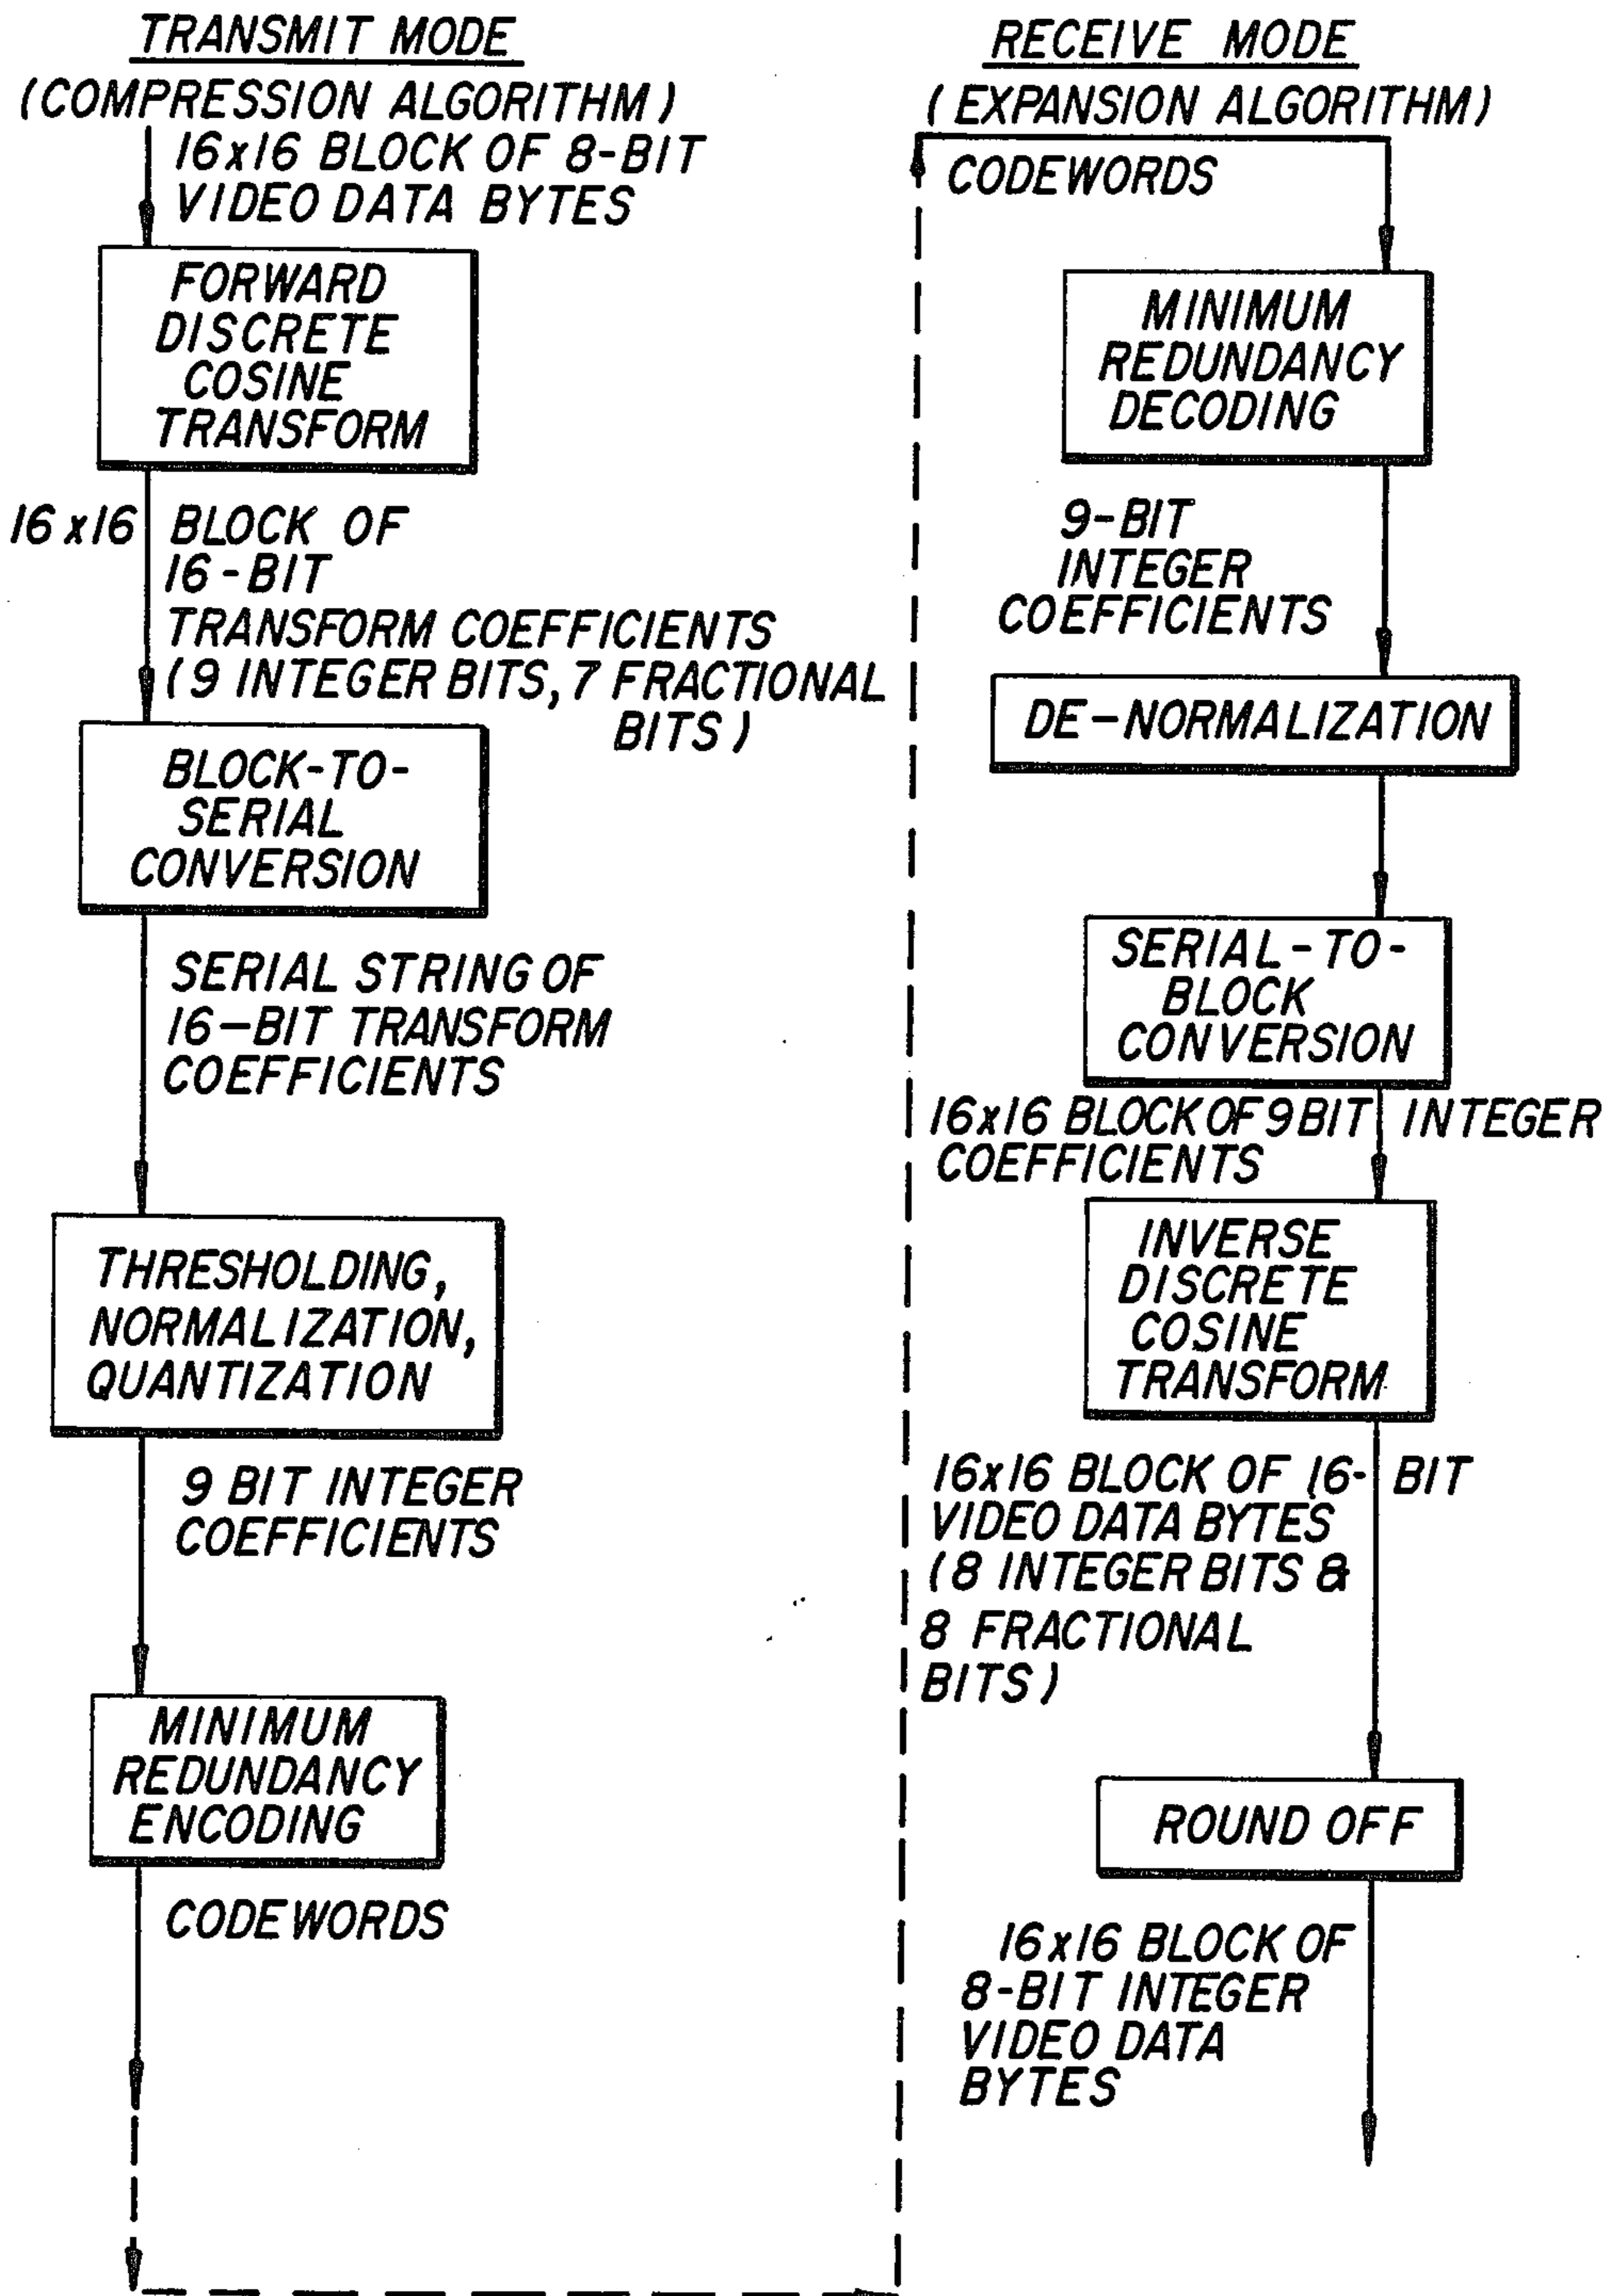 TRANSMIT MODE
(COMPRESSION ALGORITHM)
16x16 BLOCK OF 8-BIT
VIDEO DATA BYTES
FORWARD
DISCRETE
COSINE
TRANSFORM
16x16 BLOCK OF
16-BIT
TRANSFORM COEFFICIENTS
(9 INTEGER BITS, 7 FRACTIONAL
BITS)
BLOCK-TO-
SERIAL
CONVERSION
SERIAL STRING OF
16-BIT TRANSFORM
COEFFICIENTS
THRESHOLDING,
NORMALIZATION,
QUANTIZATION
9 BIT INTEGER
COEFFICIENTS
MINIMUM
REDUNDANCY
ENCODING
CODEWORDS
RECEIVE MODE
(EXPANSION ALGORITHM)
CODEWORDS
MINIMUM
REDUNDANCY
DECODING
9-BIT
INTEGER
COEFFICIENTS
DE-NORMALIZATION
SERIAL-TO-
BLOCK
CONVERSION
16x16 BLOCK OF 9 BIT INTEGER
COEFFICIENTS
INVERSE
DISCRETE
COSINE
TRANSFORM
16x16 BLOCK OF 16-BIT
VIDEO DATA BYTES
(8 INTEGER BITS &
8 FRACTIONAL
BITS)
ROUND OFF
16x16 BLOCK OF
8-BIT INTEGER
VIDEO DATA
BYTES